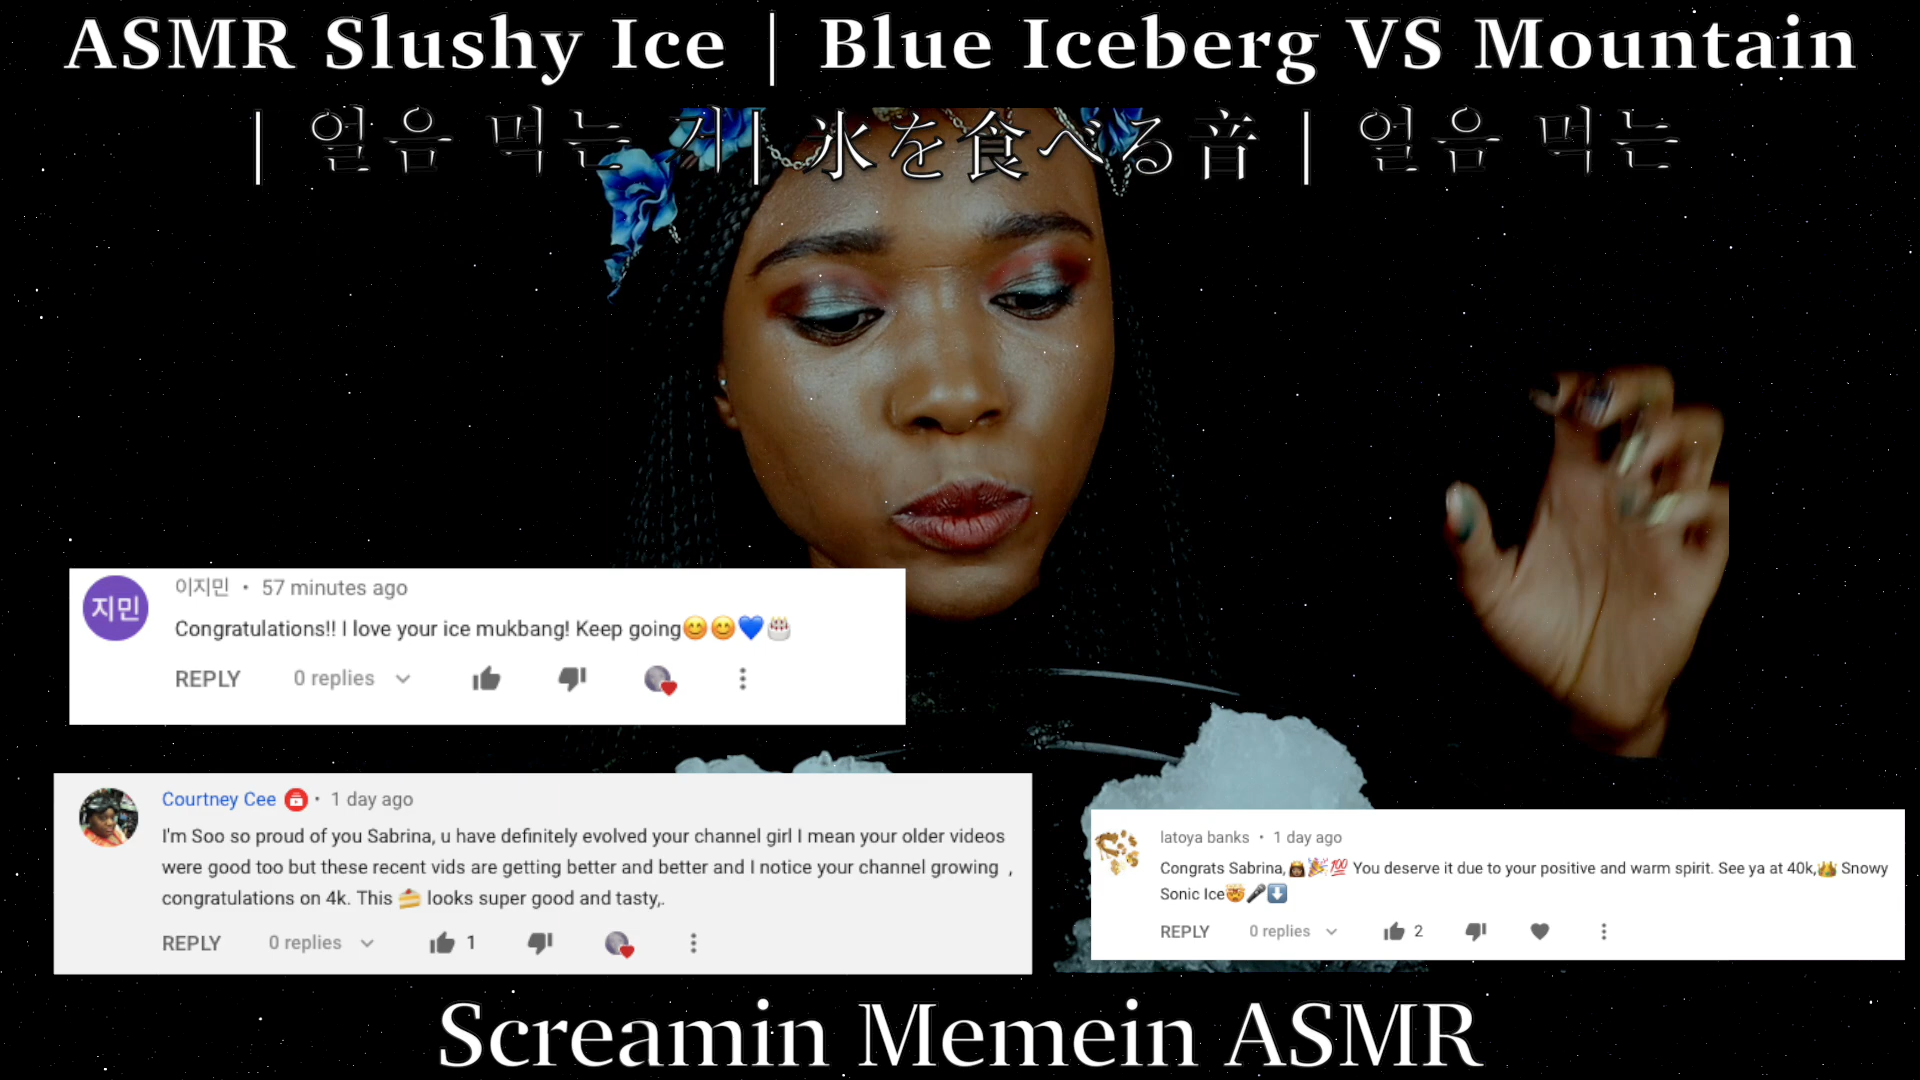 ASMR Slushy Ice | Blue Iceberg VS Mountain
| 얼음 먹는 기| 氷を食べる音 | 얼음 먹는
지민
이지민 • 57 minutes ago
Congratulations!! I love your ice mukbang! Keep going😊😊💙🎂
REPLY 0 replies
Courtney Cee • 1 day ago
I'm Soo so proud of you Sabrina, u have definitely evolved your channel girl I mean your older videos
were good too but these recent vids are getting better and better and I notice your channel growing ,
congratulations on 4k. This 🍰 looks super good and tasty,.
REPLY 0 replies 1
latoya banks • 1 day ago
Congrats Sabrina,👸🏾🎉💯 You deserve it due to your positive and warm spirit. See ya at 40k,👑 Snowy
Sonic Ice🤯🎤⬇️
REPLY 0 replies 2
Screamin Memein ASMR